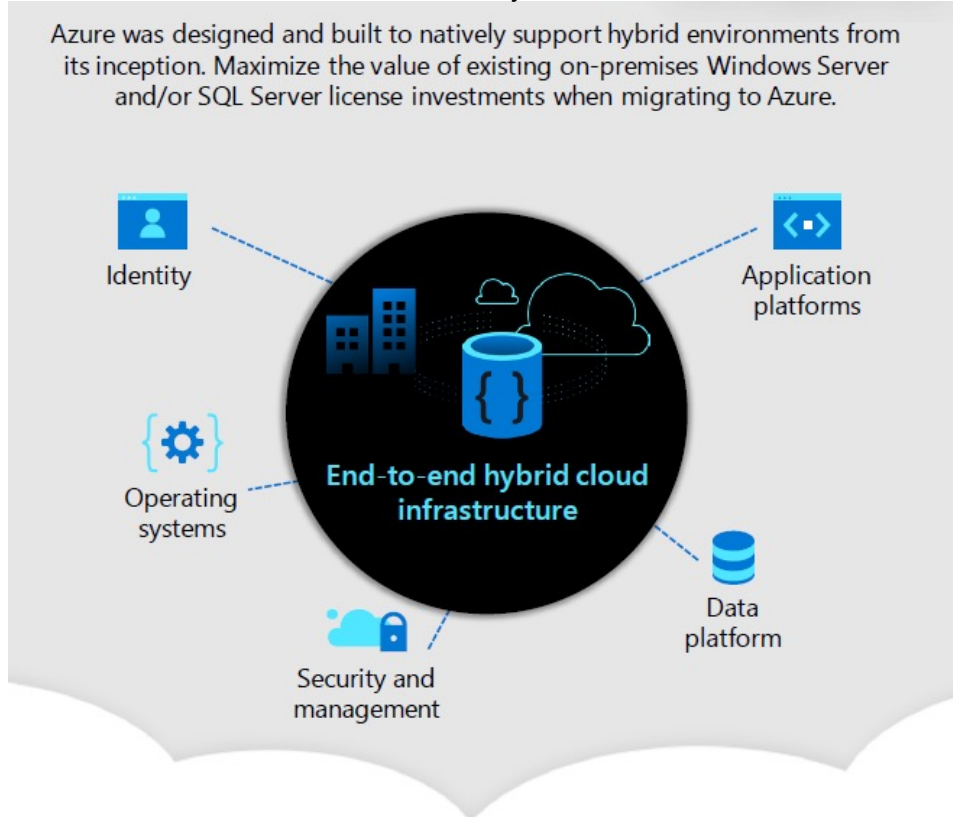 Azure was designed and built to natively support hybrid environments from
its inception. Maximize the value of existing on-premises Windows Server
and/or SQL Server license investments when migrating to Azure.
Identity
Application
platforms
{ }
End-to-end hybrid cloud
infrastructure
Operating
systems
Data
platform
Security and
management